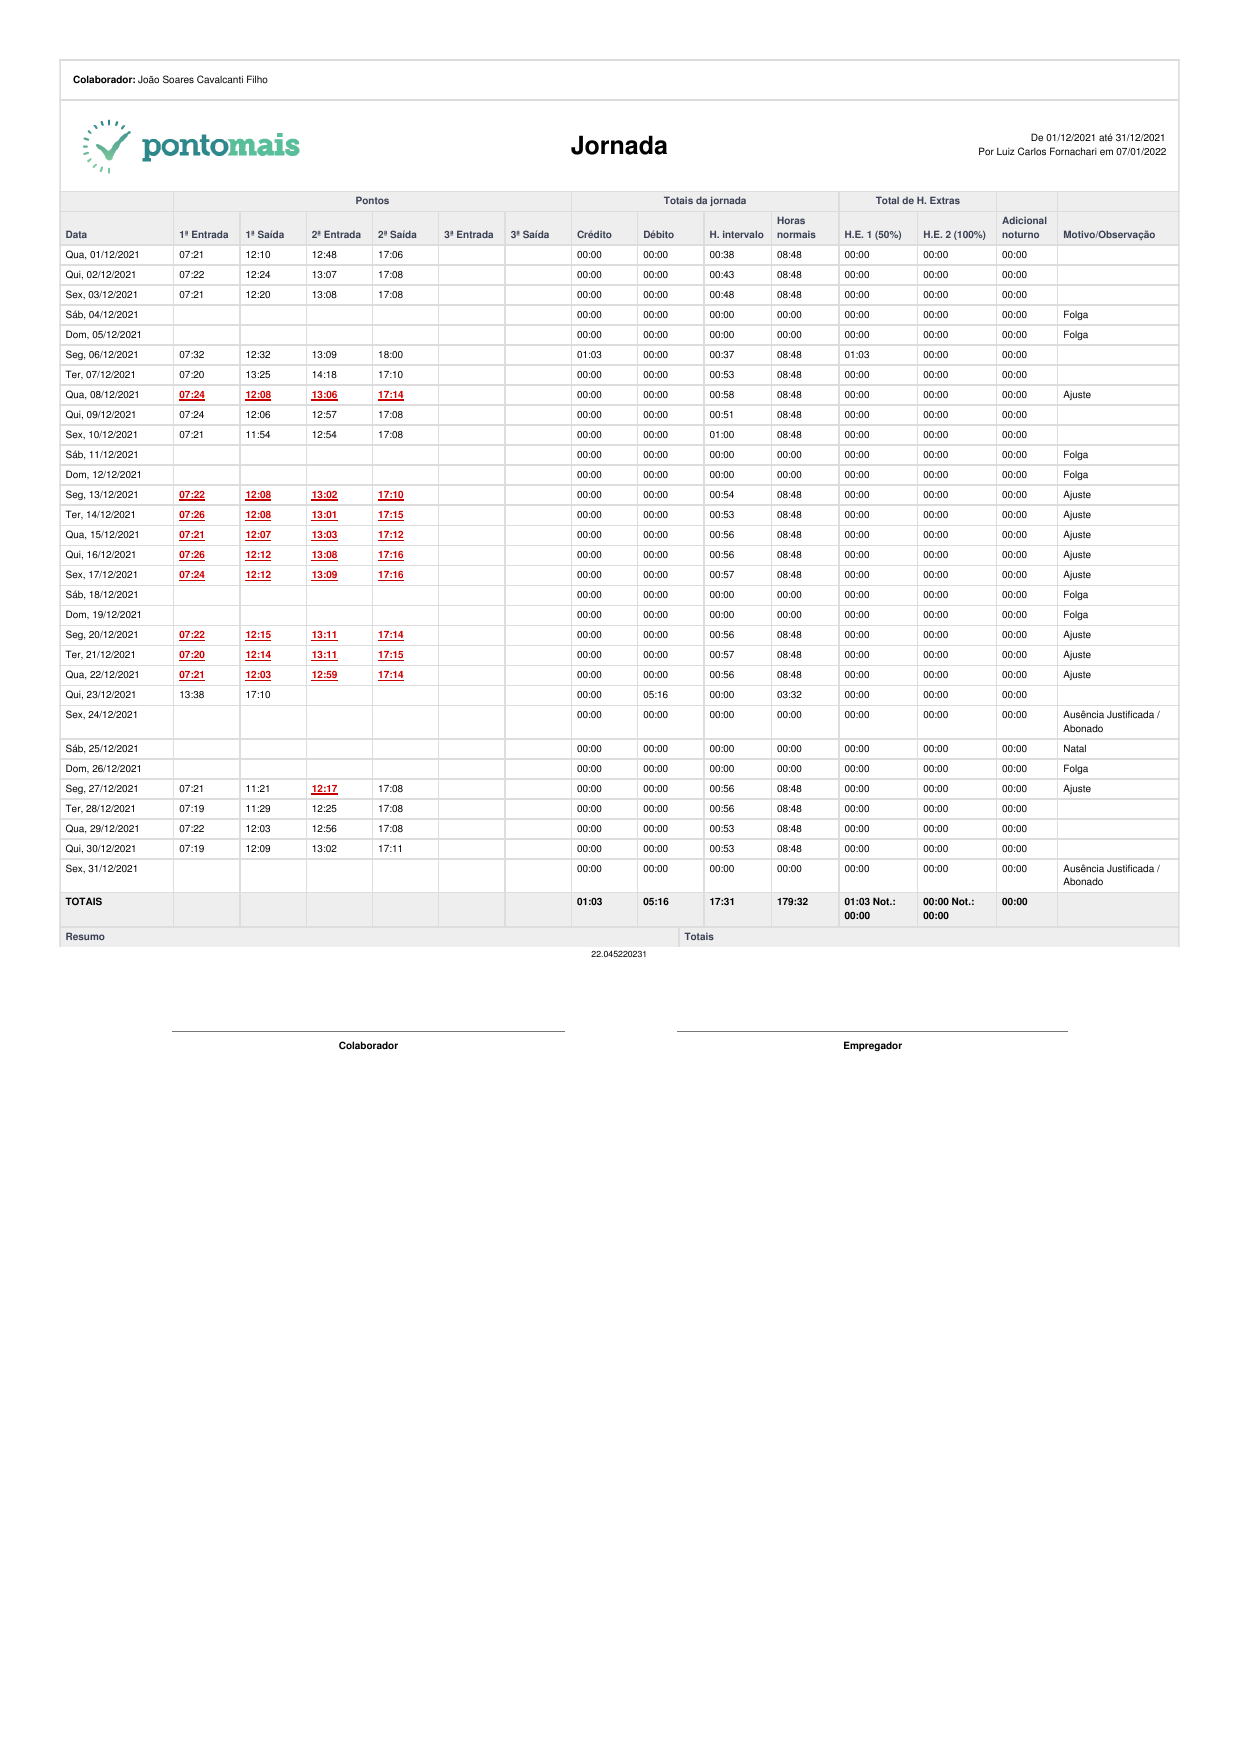 Colaborador: João Soares Cavalcanti Filho
pontomais
Jornada
De 01/12/2021 até 31/12/2021
Por Luiz Carlos Fornachari em 07/01/2022
Pontos Totais da jornada Total de H. Extras
Data 1ª Entrada 1ª Saída 2ª Entrada 2ª Saída 3ª Entrada 3ª Saída Crédito Débito H. intervalo Horas normais H.E. 1 (50%) H.E. 2 (100%) Adicional noturno Motivo/Observação
Qua, 01/12/2021 07:21 12:10 12:48 17:06 00:00 00:00 00:38 08:48 00:00 00:00 00:00
Qui, 02/12/2021 07:22 12:24 13:07 17:08 00:00 00:00 00:43 08:48 00:00 00:00 00:00
Sex, 03/12/2021 07:21 12:20 13:08 17:08 00:00 00:00 00:48 08:48 00:00 00:00 00:00
Sáb, 04/12/2021 00:00 00:00 00:00 00:00 00:00 00:00 00:00 Folga
Dom, 05/12/2021 00:00 00:00 00:00 00:00 00:00 00:00 00:00 Folga
Seg, 06/12/2021 07:32 12:32 13:09 18:00 01:03 00:00 00:37 08:48 01:03 00:00 00:00
Ter, 07/12/2021 07:20 13:25 14:18 17:10 00:00 00:00 00:53 08:48 00:00 00:00 00:00
Qua, 08/12/2021 07:24 12:08 13:06 17:14 00:00 00:00 00:58 08:48 00:00 00:00 00:00 Ajuste
Qui, 09/12/2021 07:24 12:06 12:57 17:08 00:00 00:00 00:51 08:48 00:00 00:00 00:00
Sex, 10/12/2021 07:21 11:54 12:54 17:08 00:00 00:00 01:00 08:48 00:00 00:00 00:00
Sáb, 11/12/2021 00:00 00:00 00:00 00:00 00:00 00:00 00:00 Folga
Dom, 12/12/2021 00:00 00:00 00:00 00:00 00:00 00:00 00:00 Folga
Seg, 13/12/2021 07:22 12:08 13:02 17:10 00:00 00:00 00:54 08:48 00:00 00:00 00:00 Ajuste
Ter, 14/12/2021 07:26 12:08 13:01 17:15 00:00 00:00 00:53 08:48 00:00 00:00 00:00 Ajuste
Qua, 15/12/2021 07:21 12:07 13:03 17:12 00:00 00:00 00:56 08:48 00:00 00:00 00:00 Ajuste
Qui, 16/12/2021 07:26 12:12 13:08 17:16 00:00 00:00 00:56 08:48 00:00 00:00 00:00 Ajuste
Sex, 17/12/2021 07:24 12:12 13:09 17:16 00:00 00:00 00:57 08:48 00:00 00:00 00:00 Ajuste
Sáb, 18/12/2021 00:00 00:00 00:00 00:00 00:00 00:00 00:00 Folga
Dom, 19/12/2021 00:00 00:00 00:00 00:00 00:00 00:00 00:00 Folga
Seg, 20/12/2021 07:22 12:15 13:11 17:14 00:00 00:00 00:56 08:48 00:00 00:00 00:00 Ajuste
Ter, 21/12/2021 07:20 12:14 13:11 17:15 00:00 00:00 00:57 08:48 00:00 00:00 00:00 Ajuste
Qua, 22/12/2021 07:21 12:03 12:59 17:14 00:00 00:00 00:56 08:48 00:00 00:00 00:00 Ajuste
Qui, 23/12/2021 13:38 17:10 00:00 05:16 00:00 03:32 00:00 00:00 00:00
Sex, 24/12/2021 00:00 00:00 00:00 00:00 00:00 00:00 00:00 Ausência Justificada /
Abonado
Sáb, 25/12/2021 00:00 00:00 00:00 00:00 00:00 00:00 00:00 Natal
Dom, 26/12/2021 00:00 00:00 00:00 00:00 00:00 00:00 00:00 Folga
Seg, 27/12/2021 07:21 11:21 12:17 17:08 00:00 00:00 00:56 08:48 00:00 00:00 00:00 Ajuste
Ter, 28/12/2021 07:19 11:29 12:25 17:08 00:00 00:00 00:56 08:48 00:00 00:00 00:00
Qua, 29/12/2021 07:22 12:03 12:56 17:08 00:00 00:00 00:53 08:48 00:00 00:00 00:00
Qui, 30/12/2021 07:19 12:09 13:02 17:11 00:00 00:00 00:53 08:48 00:00 00:00 00:00
Sex, 31/12/2021 00:00 00:00 00:00 00:00 00:00 00:00 00:00 Ausência Justificada /
Abonado
TOTAIS 01:03 05:16 17:31 179:32 01:03 Not.: 00:00 Not.: 00:00
00:00 00:00
Resumo Totais
22.045220231
Colaborador Empregador